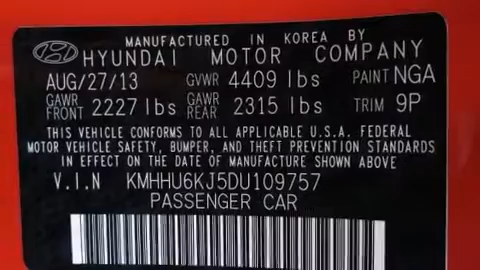 MANUFACTURED IN KOREA BY
HYUNDAI MOTOR COMPANY
AUG/27/13 GVWR 4409 lbs PAINT NGA
GAWR FRONT 2227 lbs GAWR REAR 2315 lbs TRIM 9P
THIS VEHICLE CONFORMS TO ALL APPLICABLE U.S.A. FEDERAL
MOTOR VEHICLE SAFETY, BUMPER, AND THEFT PREVENTION STANDARDS
IN EFFECT ON THE DATE OF MANUFACTURE SHOWN ABOVE
V.I.N KMHHU6KJ5DU109757
PASSENGER CAR